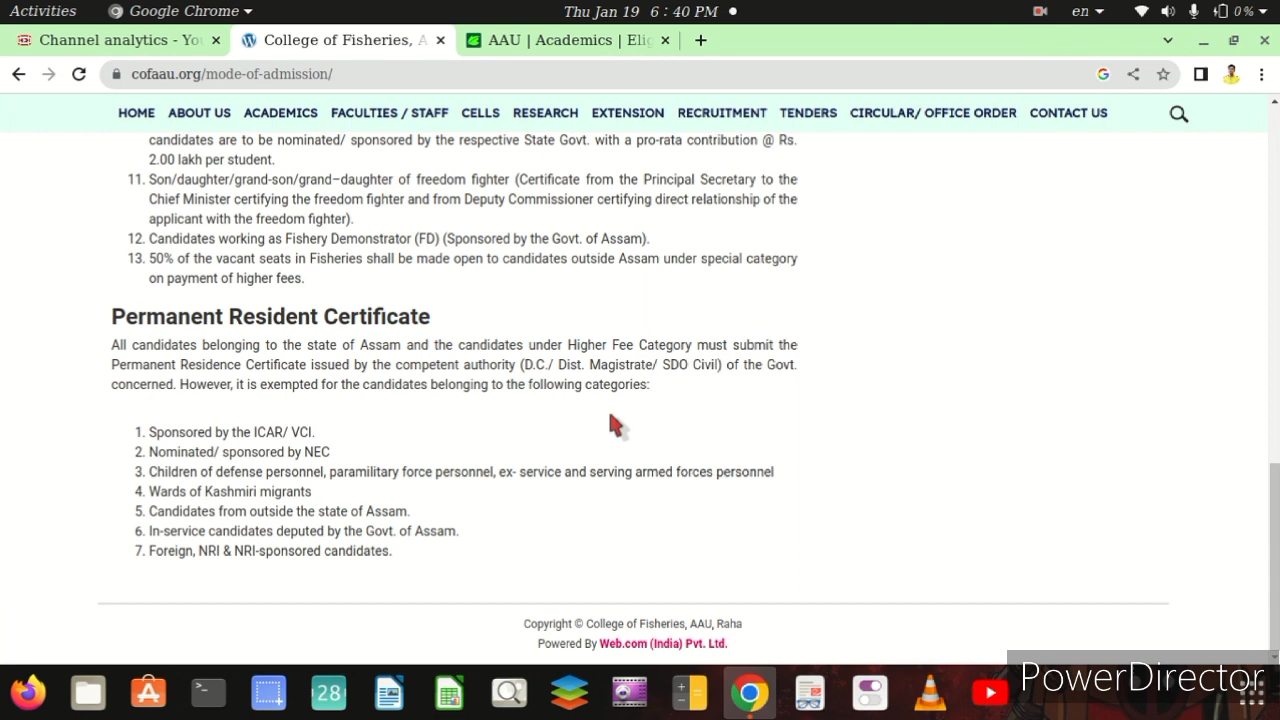 Activities Google Chrome Thu Jan 19 6:40 PM en 0%
Channel analytics - Yo College of Fisheries, A AAU | Academics | Elig
cofaau.org/mode-of-admission/
HOME ABOUT US ACADEMICS FACULTIES / STAFF CELLS RESEARCH EXTENSION RECRUITMENT TENDERS CIRCULAR/ OFFICE ORDER CONTACT US
candidates are to be nominated/ sponsored by the respective State Govt. with a pro-rata contribution @ Rs.
2.00 lakh per student.
11. Son/daughter/grand-son/grand–daughter of freedom fighter (Certificate from the Principal Secretary to the
Chief Minister certifying the freedom fighter and from Deputy Commissioner certifying direct relationship of the
applicant with the freedom fighter).
12. Candidates working as Fishery Demonstrator (FD) (Sponsored by the Govt. of Assam).
13. 50% of the vacant seats in Fisheries shall be made open to candidates outside Assam under special category
on payment of higher fees.
Permanent Resident Certificate
All candidates belonging to the state of Assam and the candidates under Higher Fee Category must submit the
Permanent Residence Certificate issued by the competent authority (D.C./ Dist. Magistrate/ SDO Civil) of the Govt.
concerned. However, it is exempted for the candidates belonging to the following categories:
1. Sponsored by the ICAR/ VCI.
2. Nominated/ sponsored by NEC
3. Children of defense personnel, paramilitary force personnel, ex- service and serving armed forces personnel
4. Wards of Kashmiri migrants
5. Candidates from outside the state of Assam.
6. In-service candidates deputed by the Govt. of Assam.
7. Foreign, NRI & NRI-sponsored candidates.
Copyright © College of Fisheries, AAU, Raha
Powered By Web.com (India) Pvt. Ltd.
28
PowerDirector